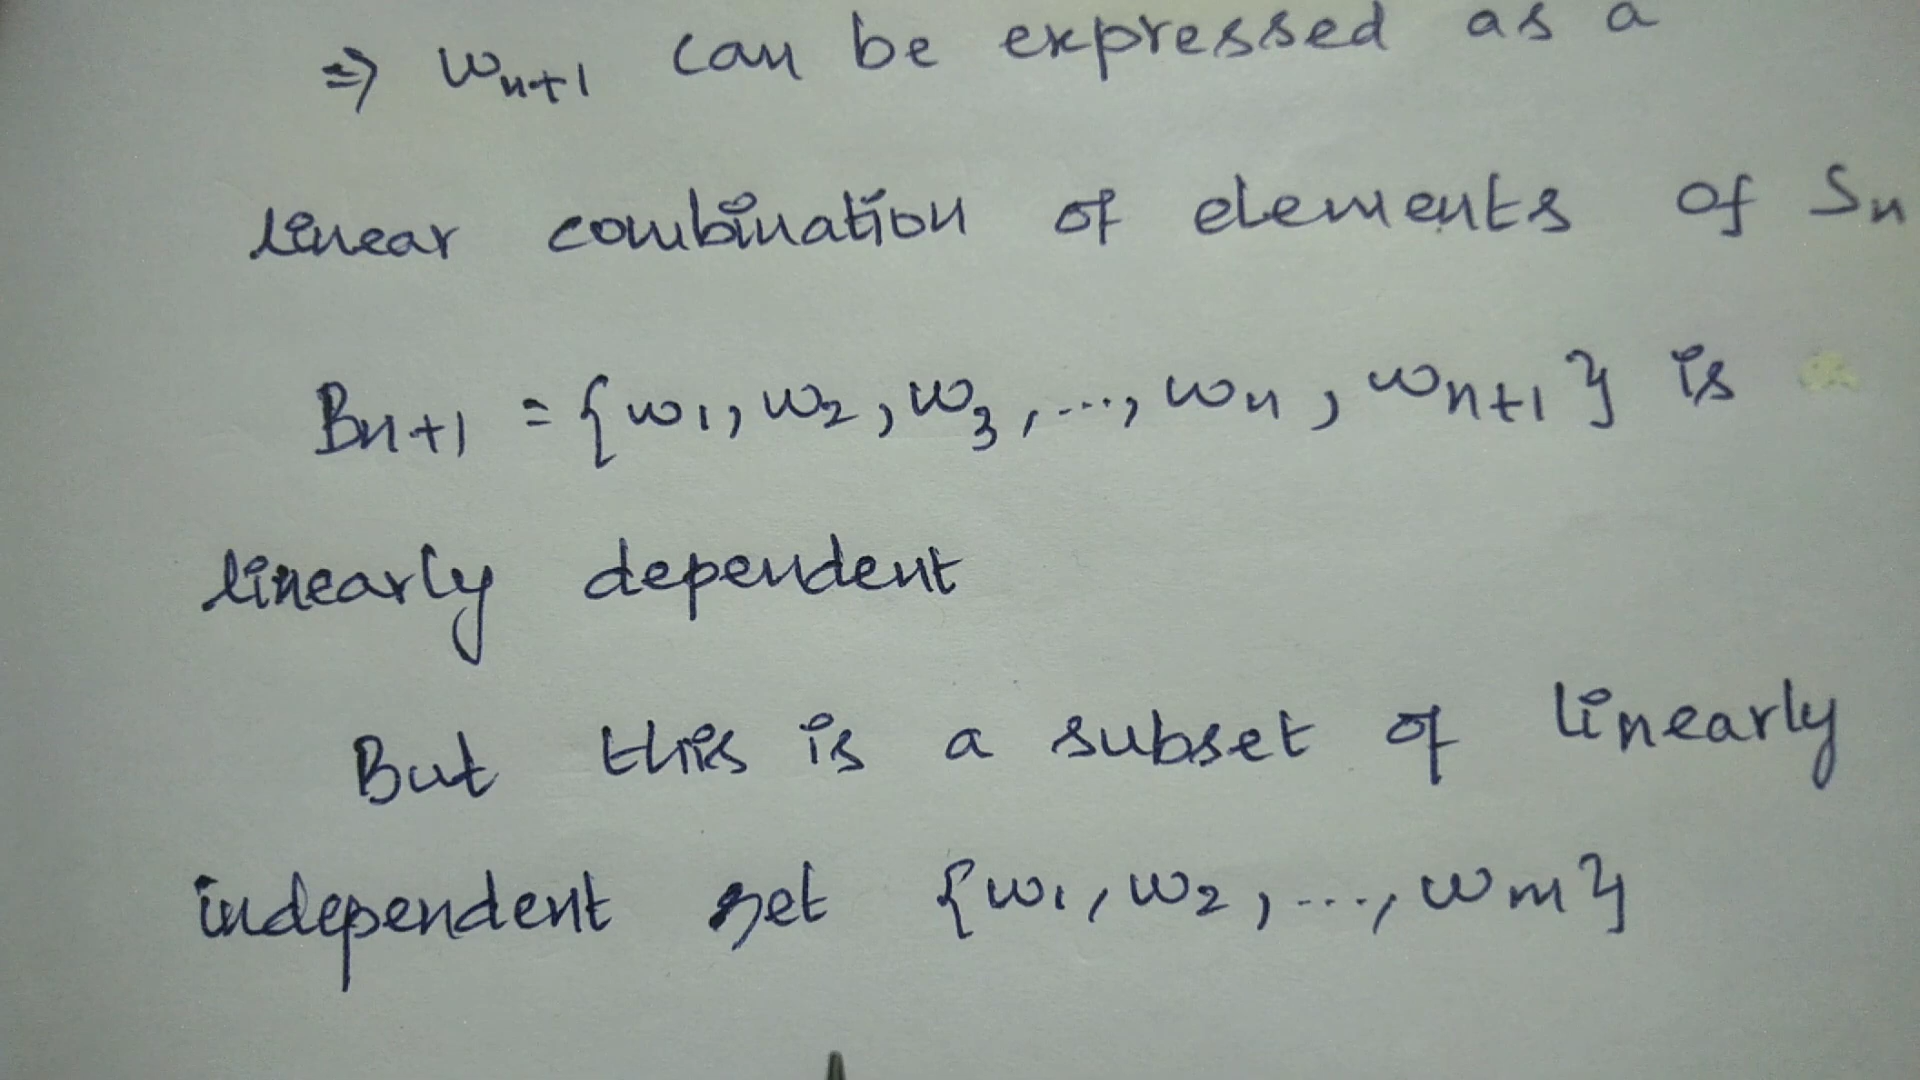 ⇒ wn+1 can be expressed as a
linear combination of elements of Sn
Bn+1 = {w1, w2, w3, ..., wn, wn+1} is
linearly dependent
But this is a subset of linearly
independent set {w1, w2, ..., wm}